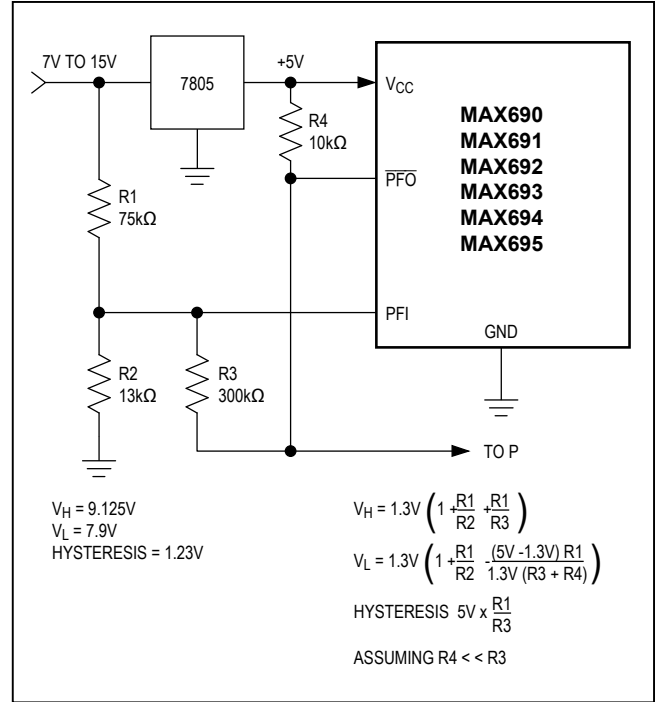 7V TO 15V
7805
+5V
VCC
R4
10kΩ
PFO
MAX690
MAX691
MAX692
MAX693
MAX694
MAX695
R1
75kΩ
PFI
GND
R2
13kΩ
R3
300kΩ
TO P
VH = 9.125V
VL = 7.9V
HYSTERESIS = 1.23V
VH = 1.3V (1 + R1/R2 + R1/R3)
VL = 1.3V (1 + R1/R2 - (5V -1.3V) R1/1.3V (R3 + R4))
HYSTERESIS 5V x R1/R3
ASSUMING R4 < < R3